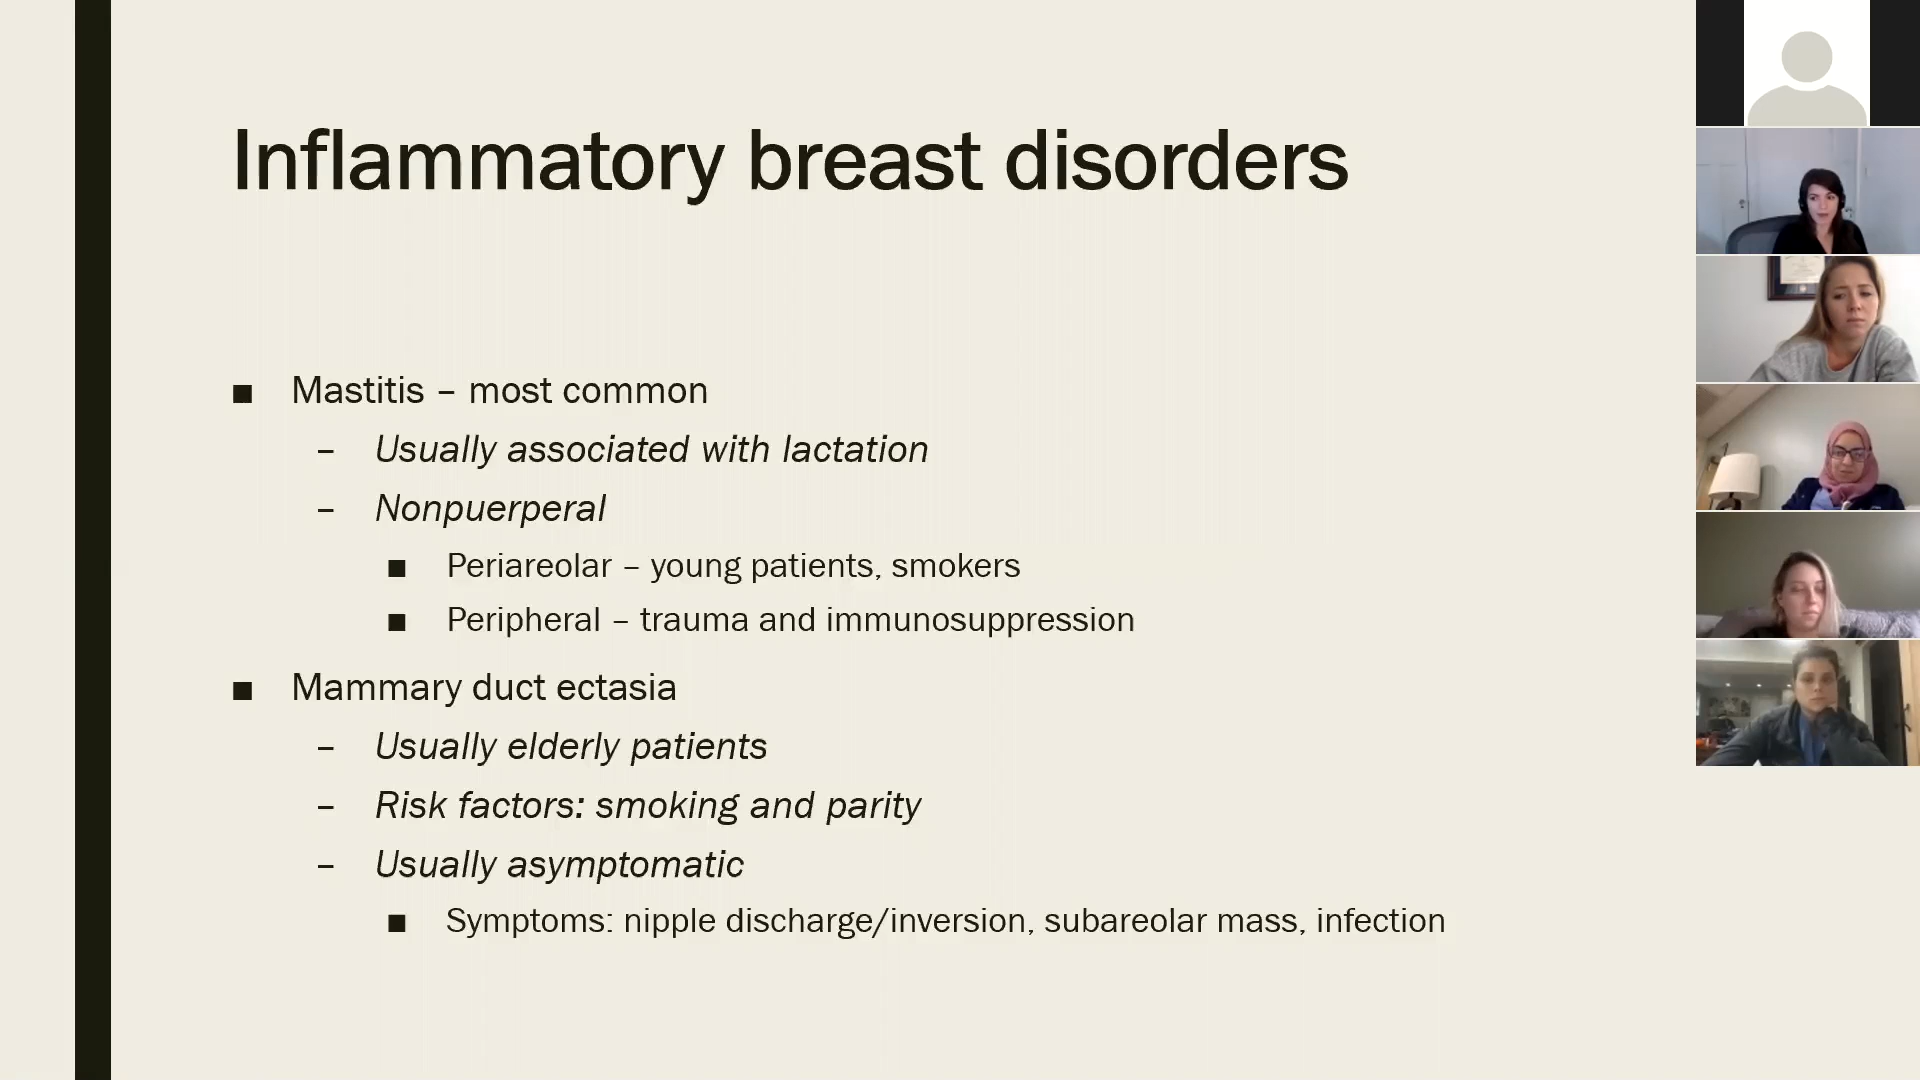 Inflammatory breast disorders
■ Mastitis – most common
– Usually associated with lactation
– Nonpuerperal
■ Periareolar – young patients, smokers
■ Peripheral – trauma and immunosuppression
■ Mammary duct ectasia
– Usually elderly patients
– Risk factors: smoking and parity
– Usually asymptomatic
■ Symptoms: nipple discharge/inversion, subareolar mass, infection